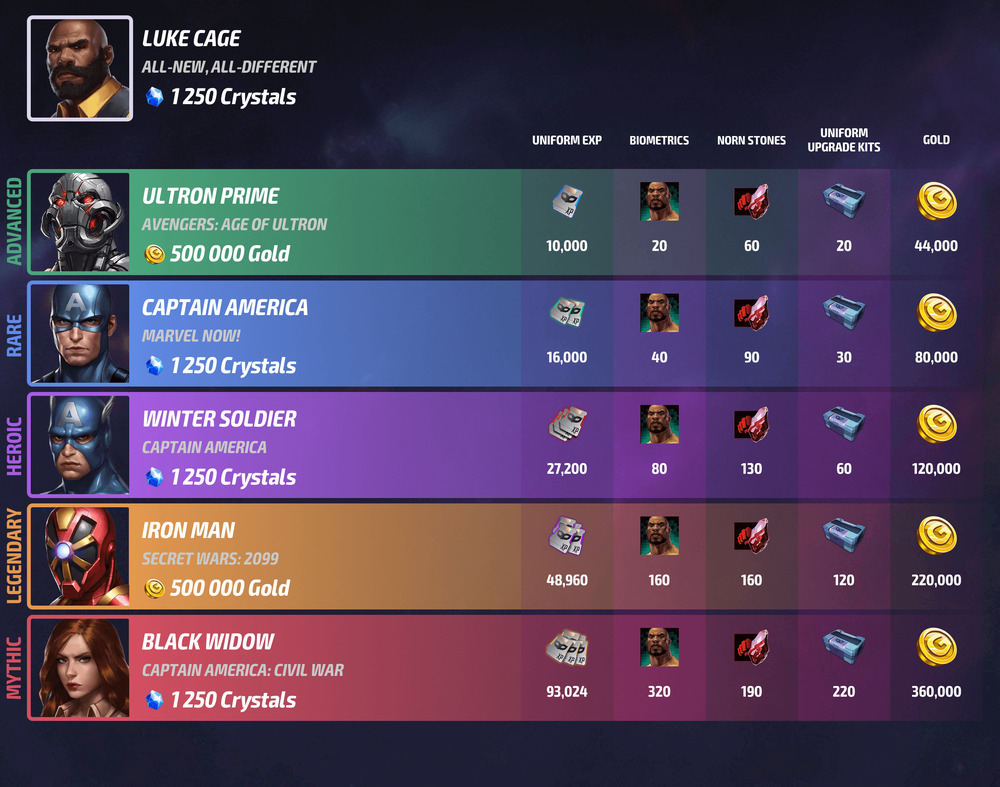 LUKE CAGE
ALL-NEW, ALL-DIFFERENT
1 250 Crystals
UNIFORM EXP
BIOMETRICS
NORN STONES
UNIFORM
UPGRADE KITS
GOLD
ADVANCED
ULTRON PRIME
AVENGERS: AGE OF ULTRON
500 000 Gold
10,000
20
60
20
44,000
RARE
CAPTAIN AMERICA
MARVEL NOW!
1 250 Crystals
16,000
40
90
30
80,000
HEROIC
WINTER SOLDIER
CAPTAIN AMERICA
1 250 Crystals
27,200
80
130
60
120,000
LEGENDARY
IRON MAN
SECRET WARS: 2099
500 000 Gold
48,960
160
160
120
220,000
MYTHIC
BLACK WIDOW
CAPTAIN AMERICA: CIVIL WAR
1 250 Crystals
93,024
320
190
220
360,000